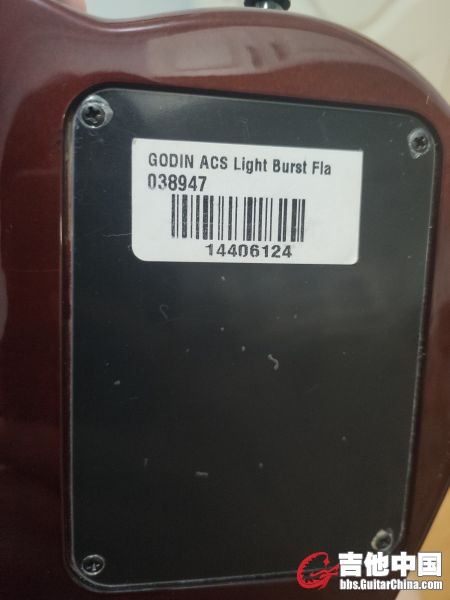 GODIN ACS Light Burst Fla
038947
14406124
吉他中国
bbs.GuitarChina.com